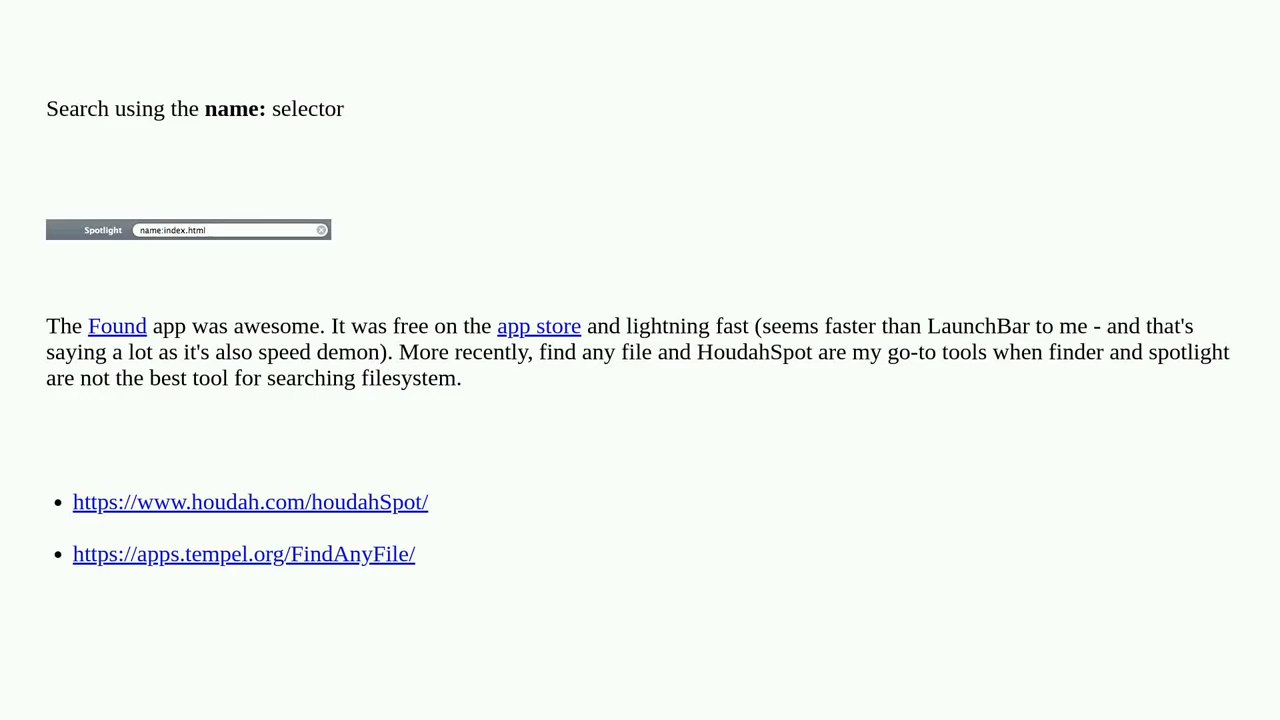 Search using the name: selector
Spotlight name:index.html
The Found app was awesome. It was free on the app store and lightning fast (seems faster than LaunchBar to me - and that's
saying a lot as it's also speed demon). More recently, find any file and HoudahSpot are my go-to tools when finder and spotlight
are not the best tool for searching filesystem.
• https://www.houdah.com/houdahSpot/
• https://apps.tempel.org/FindAnyFile/